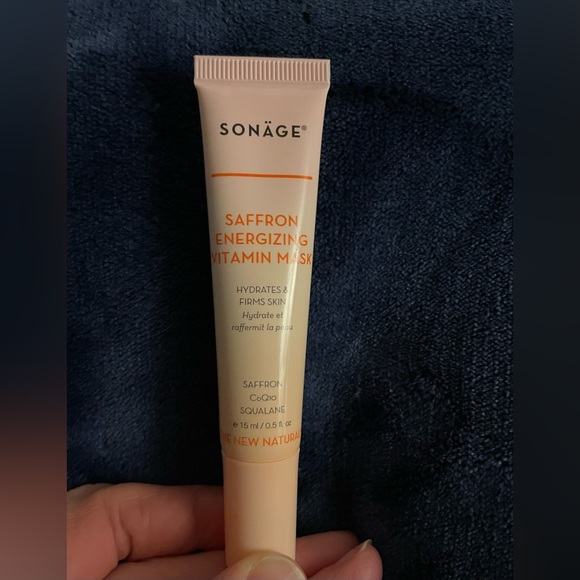 SONÄGE®
SAFFRON
ENERGIZING
VITAMIN MASK
HYDRATES &
FIRMS SKIN
Hydrate et
raffermit la peau
SAFFRON
CoQ10
SQUALANE
e 15 ml / 0.5 fl. oz
NEW NATURAL